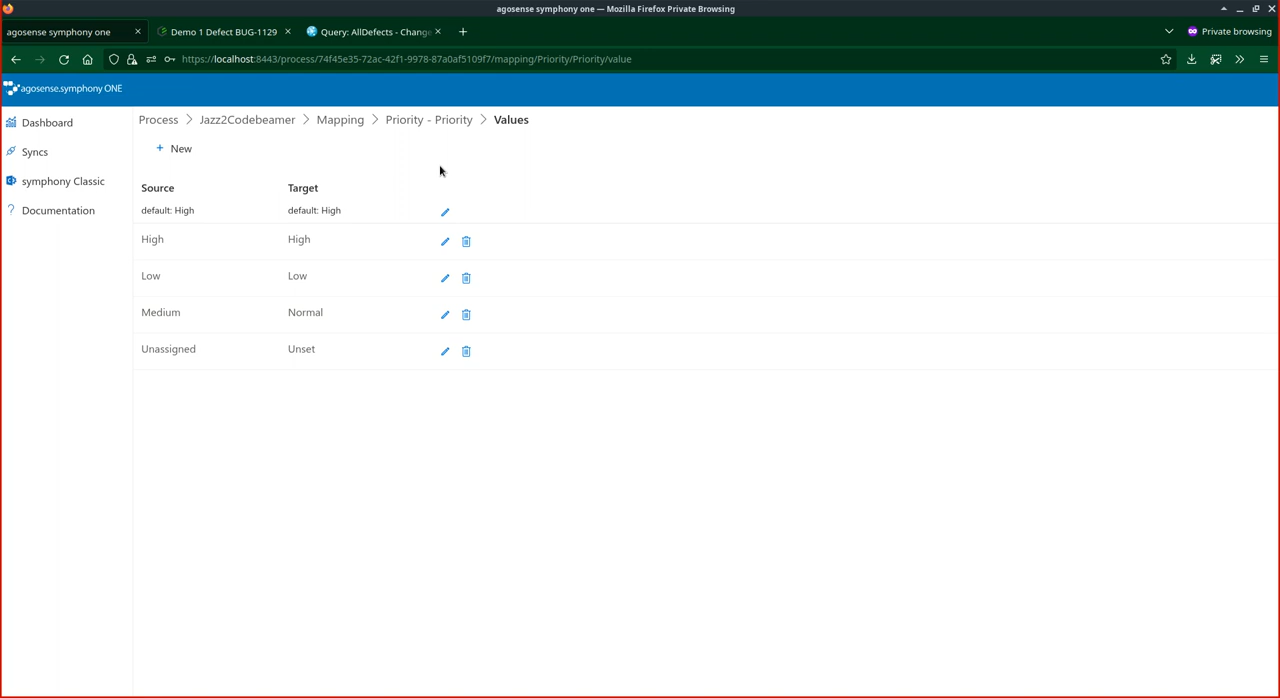 agosense symphony one — Mozilla Firefox Private Browsing
agosense symphony one
Demo 1 Defect BUG-1129
Query: AllDefects - Change
Private browsing
https://localhost:8443/process/74f45e35-72ac-42f1-9978-87a0af5109f7/mapping/Priority/Priority/value
agosense.symphony ONE
Dashboard
Syncs
symphony Classic
Documentation
Process > Jazz2Codebeamer > Mapping > Priority - Priority > Values
+ New
Source Target
default: High default: High
High High
Low Low
Medium Normal
Unassigned Unset